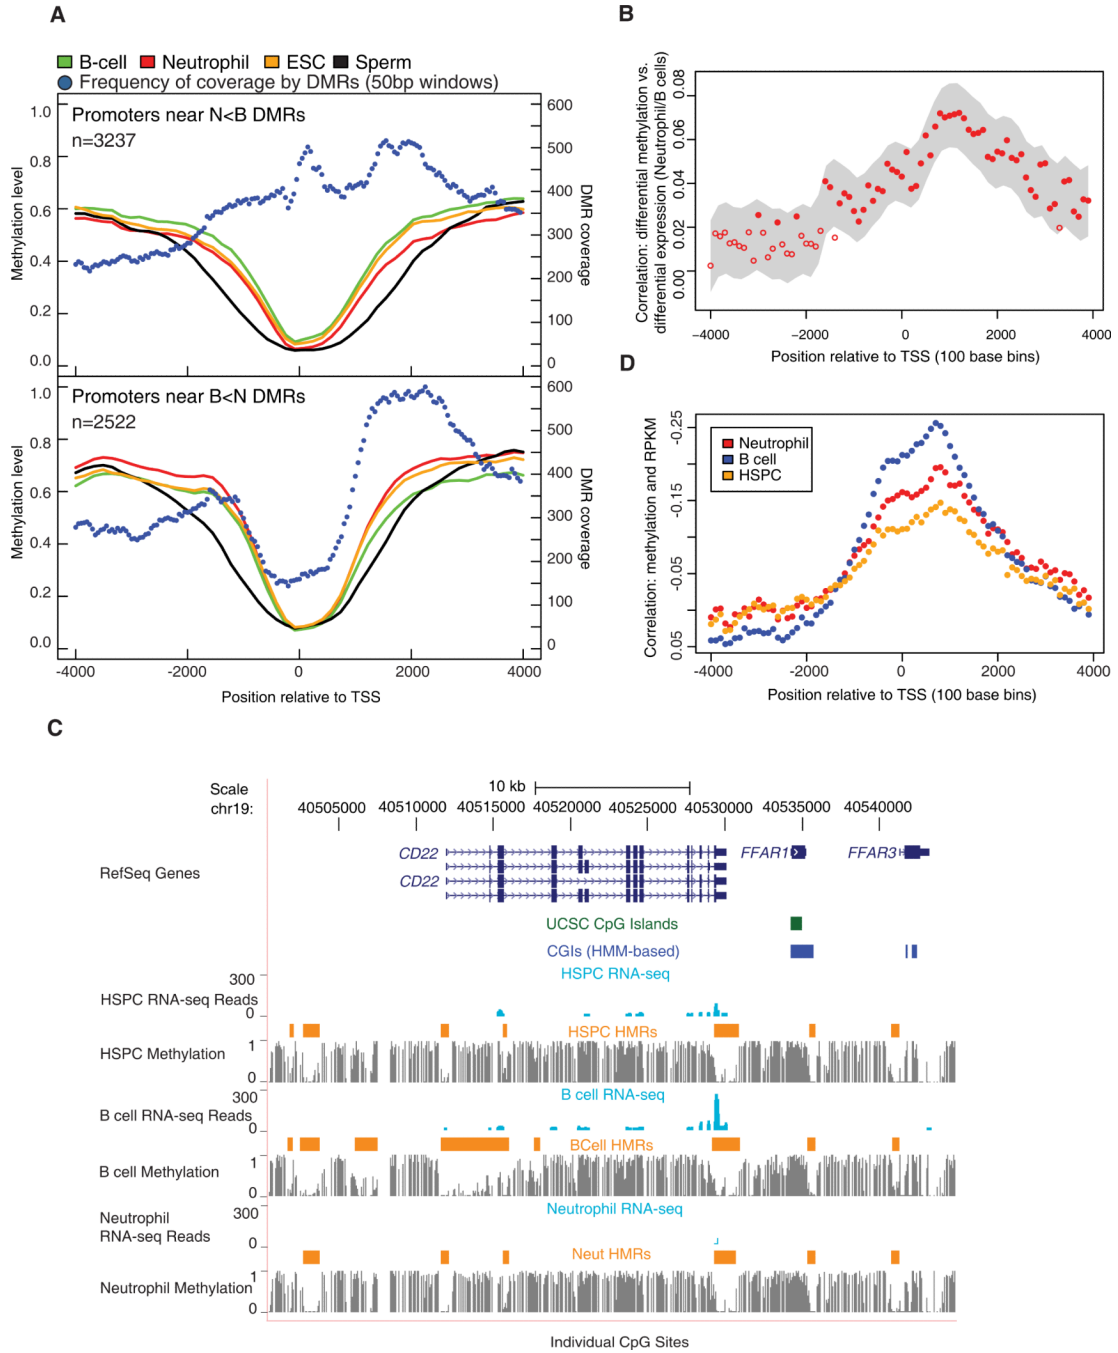 A
B-cell Neutrophil ESC Sperm
Frequency of coverage by DMRs (50bp windows)
Promoters near N<B DMRs
n=3237
1.0
0.8
0.6
0.4
0.2
0.0
Methylation level
600
500
400
300
200
100
0
DMR coverage
Promoters near B<N DMRs
n=2522
1.0
0.8
0.6
0.4
0.2
0.0
Methylation level
600
500
400
300
200
100
0
DMR coverage
-4000 -2000 0 2000 4000
Position relative to TSS
B
Correlation: differential methylation vs.
differential expression (Neutrophil/B cells)
0.08
0.06
0.04
0.02
0.00
−4000 −2000 0 2000 4000
Position relative to TSS (100 base bins)
D
Correlation: methylation and RPKM
-0.25
-0.15
-0.05
0.05
Neutrophil
B cell
HSPC
-4000 -2000 0 2000 4000
Position relative to TSS (100 base bins)
C
Scale 10 kb
chr19: 40505000 40510000 40515000 40520000 40525000 40530000 40535000 40540000
RefSeq Genes
CD22 FFAR1 FFAR3
CD22
UCSC CpG Islands
CGIs (HMM-based)
HSPC RNA-seq
300
HSPC RNA-seq Reads
0
HSPC HMRs
1
HSPC Methylation
0
B cell RNA-seq
300
B cell RNA-seq Reads
0
BCell HMRs
1
B cell Methylation
0
Neutrophil RNA-seq
300
Neutrophil
RNA-seq Reads
0
Neut HMRs
1
Neutrophil Methylation
0
Individual CpG Sites